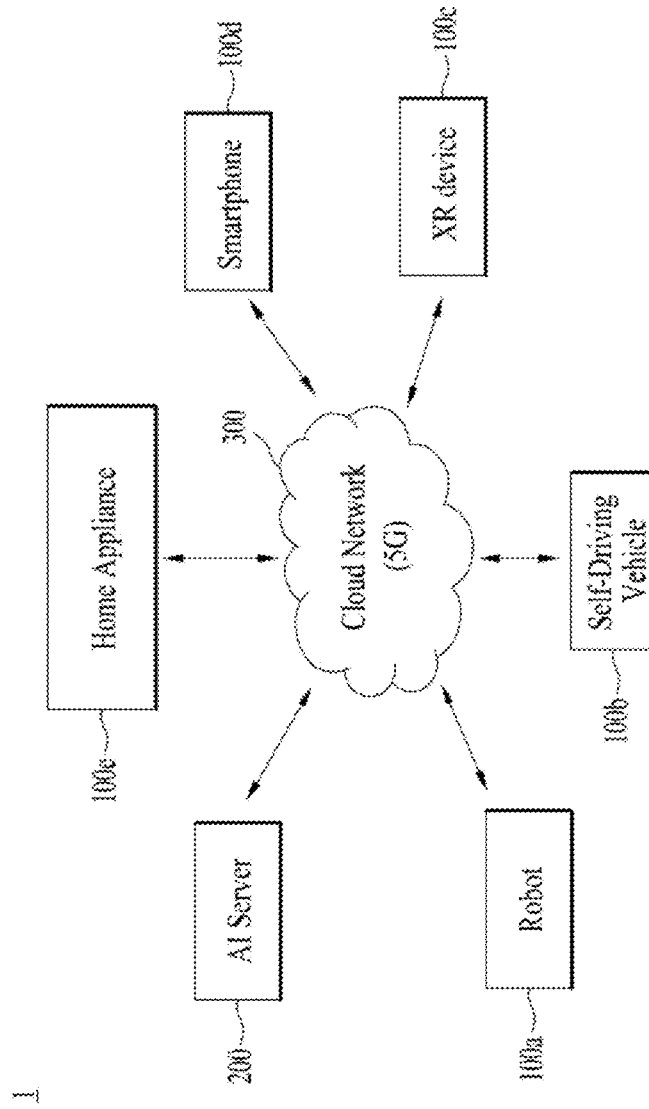 1
100e
Home Appliance
200
AI Server
300
Smartphone
100d
Cloud Network
(5G)
XR device
100c
100a
Robot
Self-Driving
Vehicle
100b